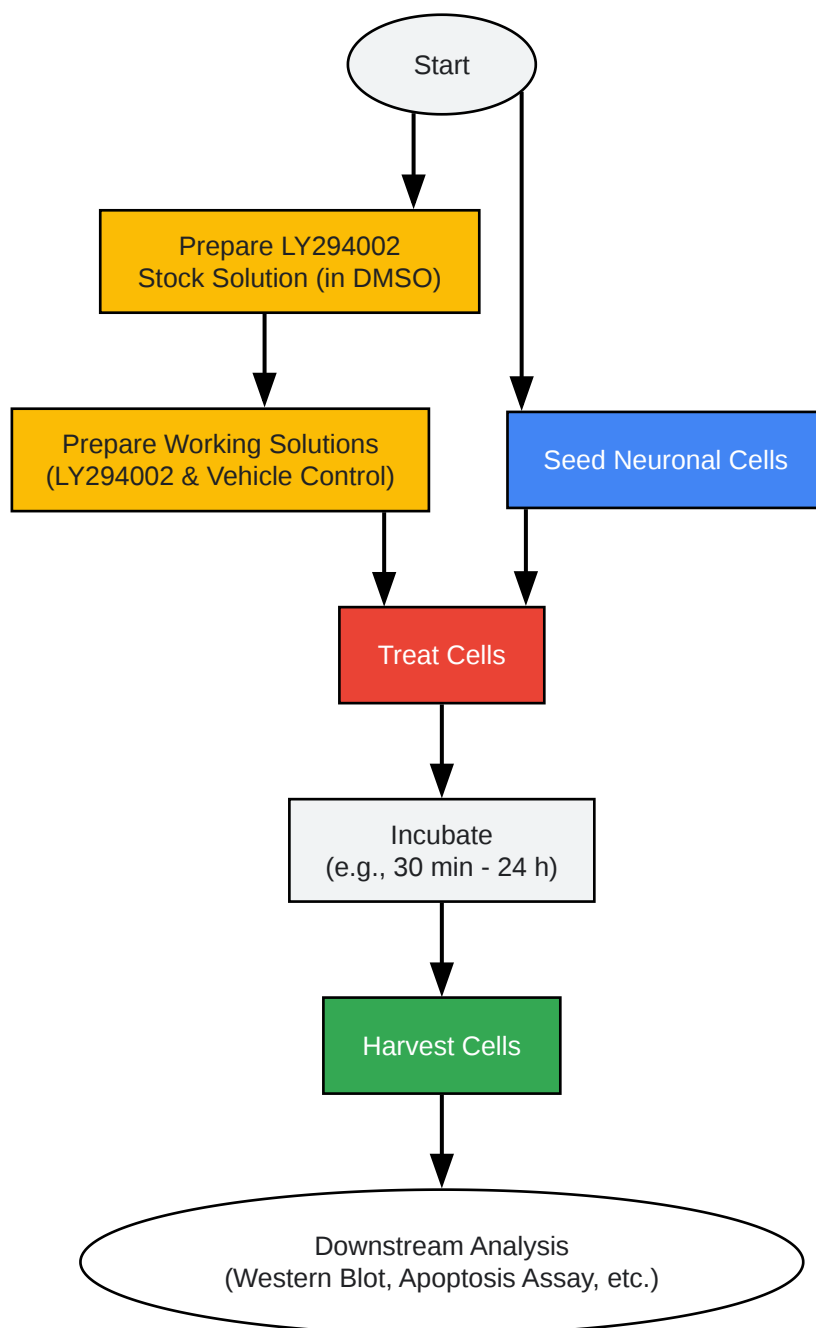 Start
Prepare LY294002
Stock Solution (in DMSO)
Prepare Working Solutions
(LY294002 & Vehicle Control)
Seed Neuronal Cells
Treat Cells
Incubate
(e.g., 30 min - 24 h)
Harvest Cells
Downstream Analysis
(Western Blot, Apoptosis Assay, etc.)